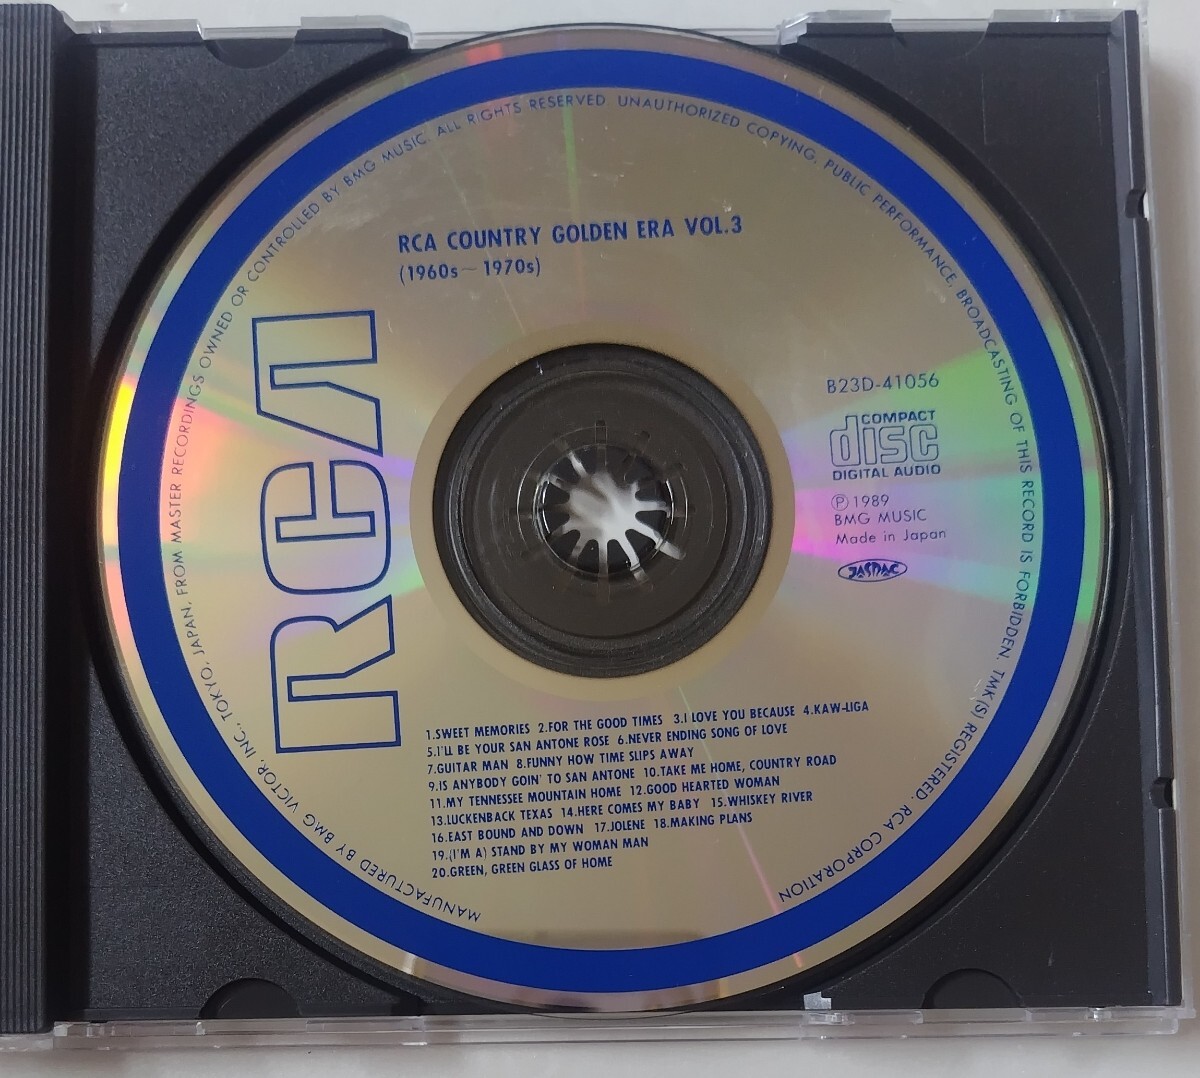 RCA COUNTRY GOLDEN ERA VOL.3
(1960s~1970s)
RCA
B23D-41056
COMPACT
disc
DIGITAL AUDIO
Ⓟ 1989
BMG MUSIC
Made in Japan
JASRAC
1.SWEET MEMORIES 2.FOR THE GOOD TIMES 3.I LOVE YOU BECAUSE 4.KAW-LIGA
5.I'LL BE YOUR SAN ANTONE ROSE 6.NEVER ENDING SONG OF LOVE
7.GUITAR MAN 8.FUNNY HOW TIME SLIPS AWAY
9.IS ANYBODY GOIN' TO SAN ANTONE 10.TAKE ME HOME, COUNTRY ROAD
11.MY TENNESSEE MOUNTAIN HOME 12.GOOD HEARTED WOMAN
13.LUCKENBACK TEXAS 14.HERE COMES MY BABY 15.WHISKEY RIVER
16.EAST BOUND AND DOWN 17.JOLENE 18.MAKING PLANS
19.(I'M A) STAND BY MY WOMAN MAN
20.GREEN, GREEN GLASS OF HOME
MANUFACTURED BY BMG VICTOR, INC., TOKYO, JAPAN, FROM MASTER RECORDINGS OWNED OR CONTROLLED BY BMG MUSIC. ALL RIGHTS RESERVED. UNAUTHORIZED COPYING, PUBLIC PERFORMANCE, BROADCASTING OF THIS RECORD IS FORBIDDEN. TMK(S) REGISTERED. RCA CORPORATION